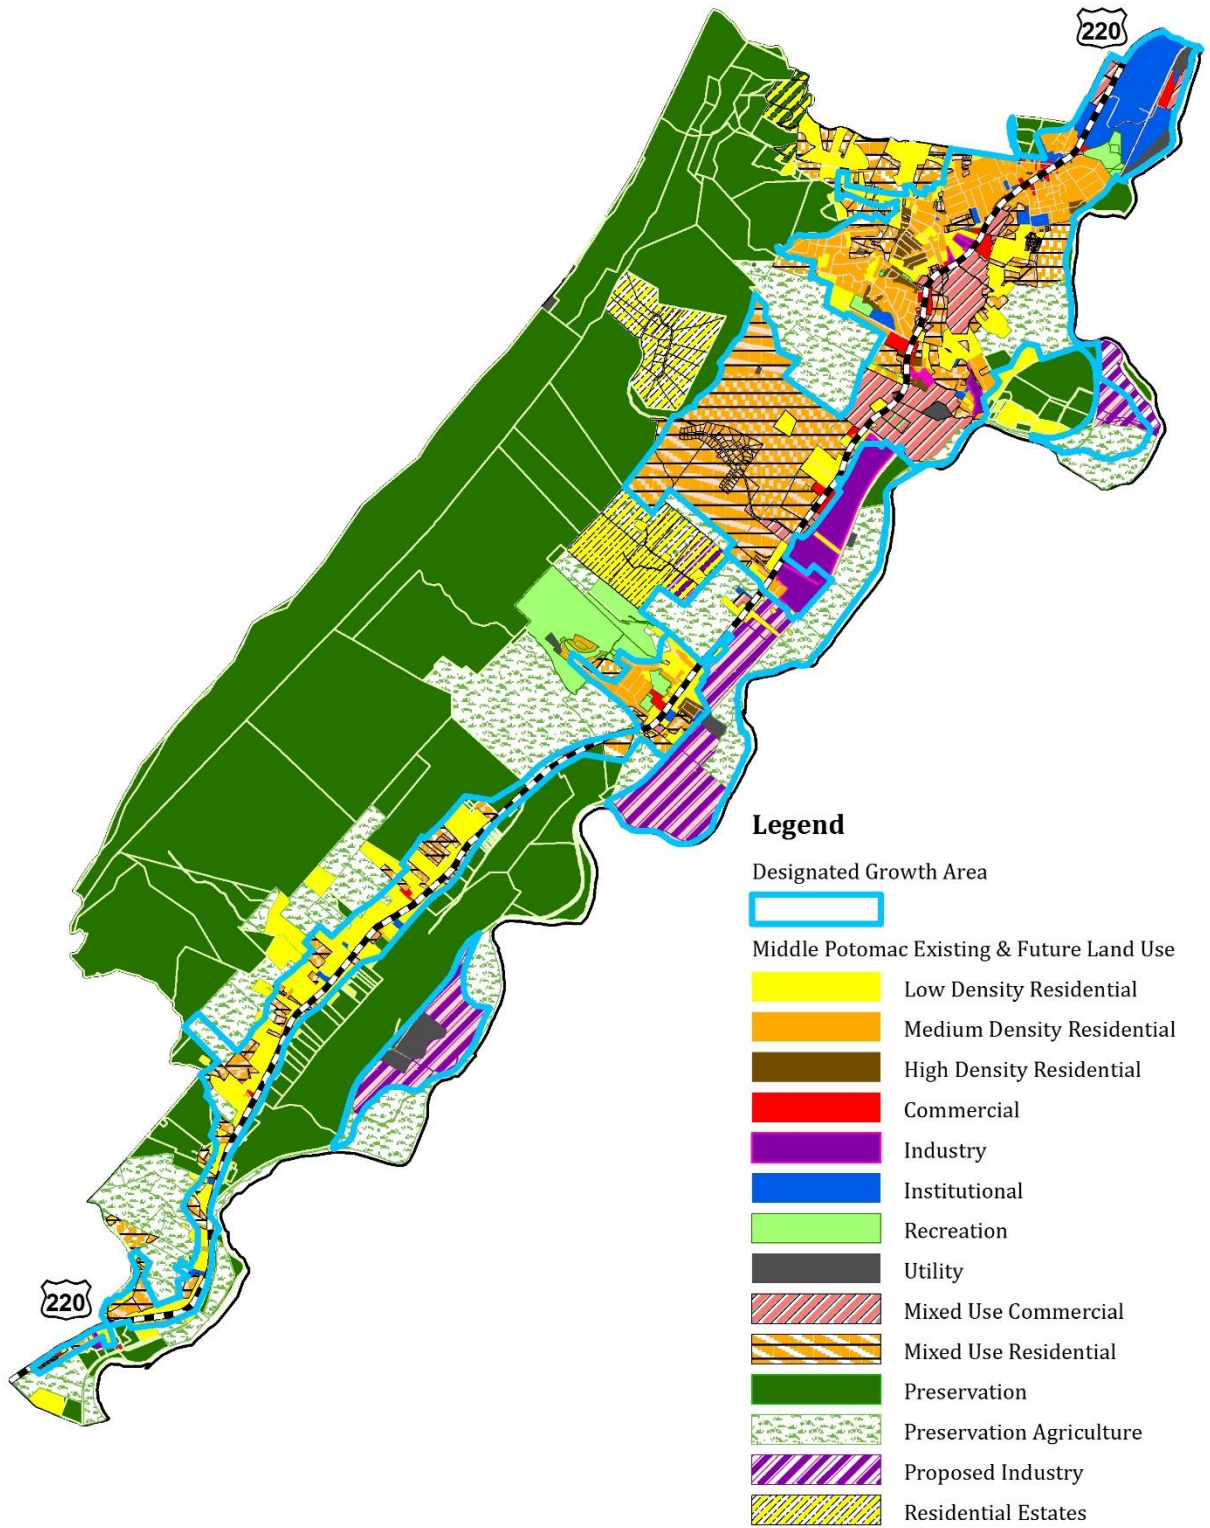 220
220
Legend
Designated Growth Area
Middle Potomac Existing & Future Land Use
Low Density Residential
Medium Density Residential
High Density Residential
Commercial
Industry
Institutional
Recreation
Utility
Mixed Use Commercial
Mixed Use Residential
Preservation
Preservation Agriculture
Proposed Industry
Residential Estates